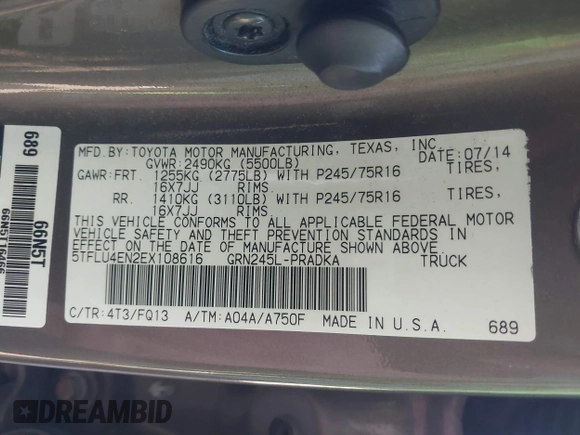 MFD.BY:TOYOTA MOTOR MANUFACTURING, TEXAS, INC.
GVWR:2490KG (5500LB) DATE:07/14
GAWR:FRT. 1255KG (2775LB) WITH P245/75R16 TIRES,
16X7JJ RIMS
RR. 1410KG (3110LB) WITH P245/75R16 TIRES,
16X7JJ RIMS
THIS VEHICLE CONFORMS TO ALL APPLICABLE FEDERAL MOTOR
VEHICLE SAFETY AND THEFT PREVENTION STANDARDS IN
EFFECT ON THE DATE OF MANUFACTURE SHOWN ABOVE.
5TFLU4EN2EX108616 GRN245L-PRADKA TRUCK
C/TR:4T3/FQ13 A/TM:A04A/A750F MADE IN U.S.A.
689
689
66N5T
DREAMBID